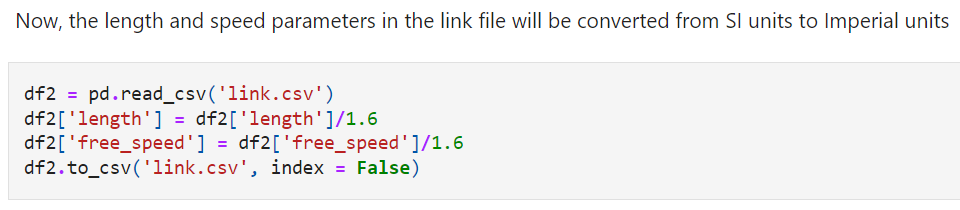 Now, the length and speed parameters in the link file will be converted from SI units to Imperial units
df2 = pd.read_csv('link.csv')
df2['length'] = df2['length']/1.6
df2['free_speed'] = df2['free_speed']/1.6
df2.to_csv('link.csv', index = False)